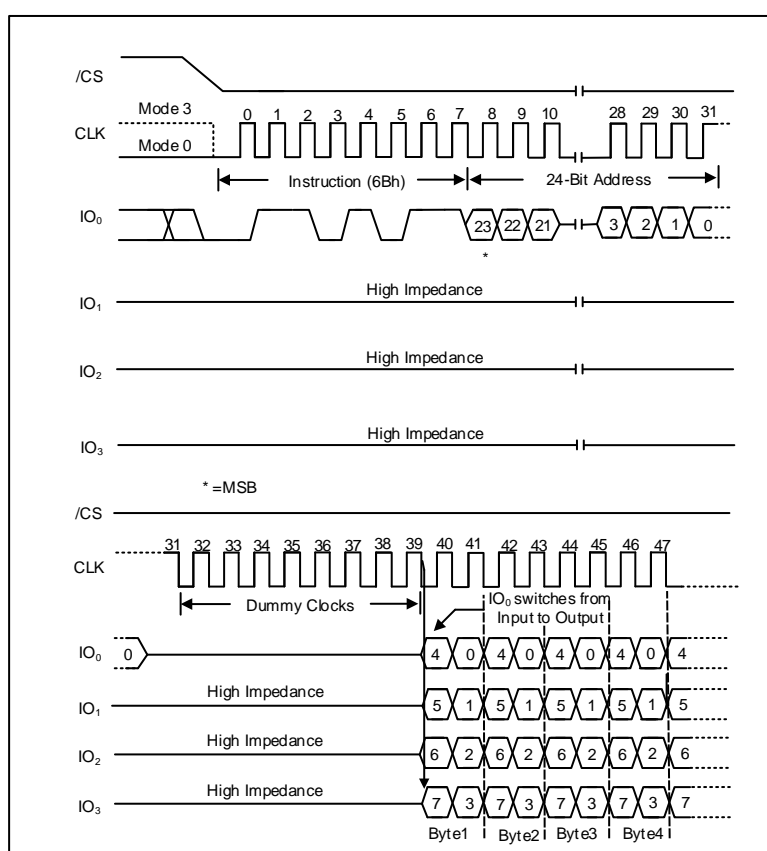 /CS
Mode 3
0 1 2 3 4 5 6 7 8 9 10 28 29 30 31
CLK
Mode 0
Instruction (6Bh) 24-Bit Address
IO₀ 23 22 21 3 2 1 0
*
High Impedance
IO₁
High Impedance
IO₂
High Impedance
IO₃
* =MSB
/CS
31 32 33 34 35 36 37 38 39 40 41 42 43 44 45 46 47
CLK
Dummy Clocks
IO₀ switches from
Input to Output
IO₀ 0 4 0 4 0 4 0 4 0 4
High Impedance
IO₁ 5 1 5 1 5 1 5 1 5
High Impedance
IO₂ 6 2 6 2 6 2 6 2 6
High Impedance
IO₃ 7 3 7 3 7 3 7 3 7
Byte1 Byte2 Byte3 Byte4